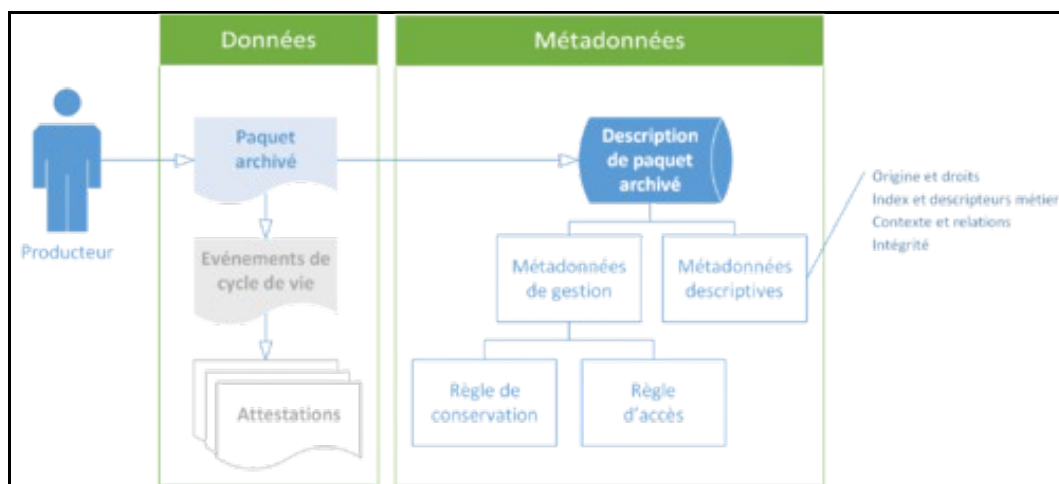 Données
Métadonnées
Paquet
archivé
Description
de paquet
archivé
Origine et droits
Index et descripteurs métier
Contexte et relations
Intégrité
Producteur
Evénements de
cycle de vie
Métadonnées
de gestion
Métadonnées
descriptives
Attestations
Règle de
conservation
Règle
d'accès